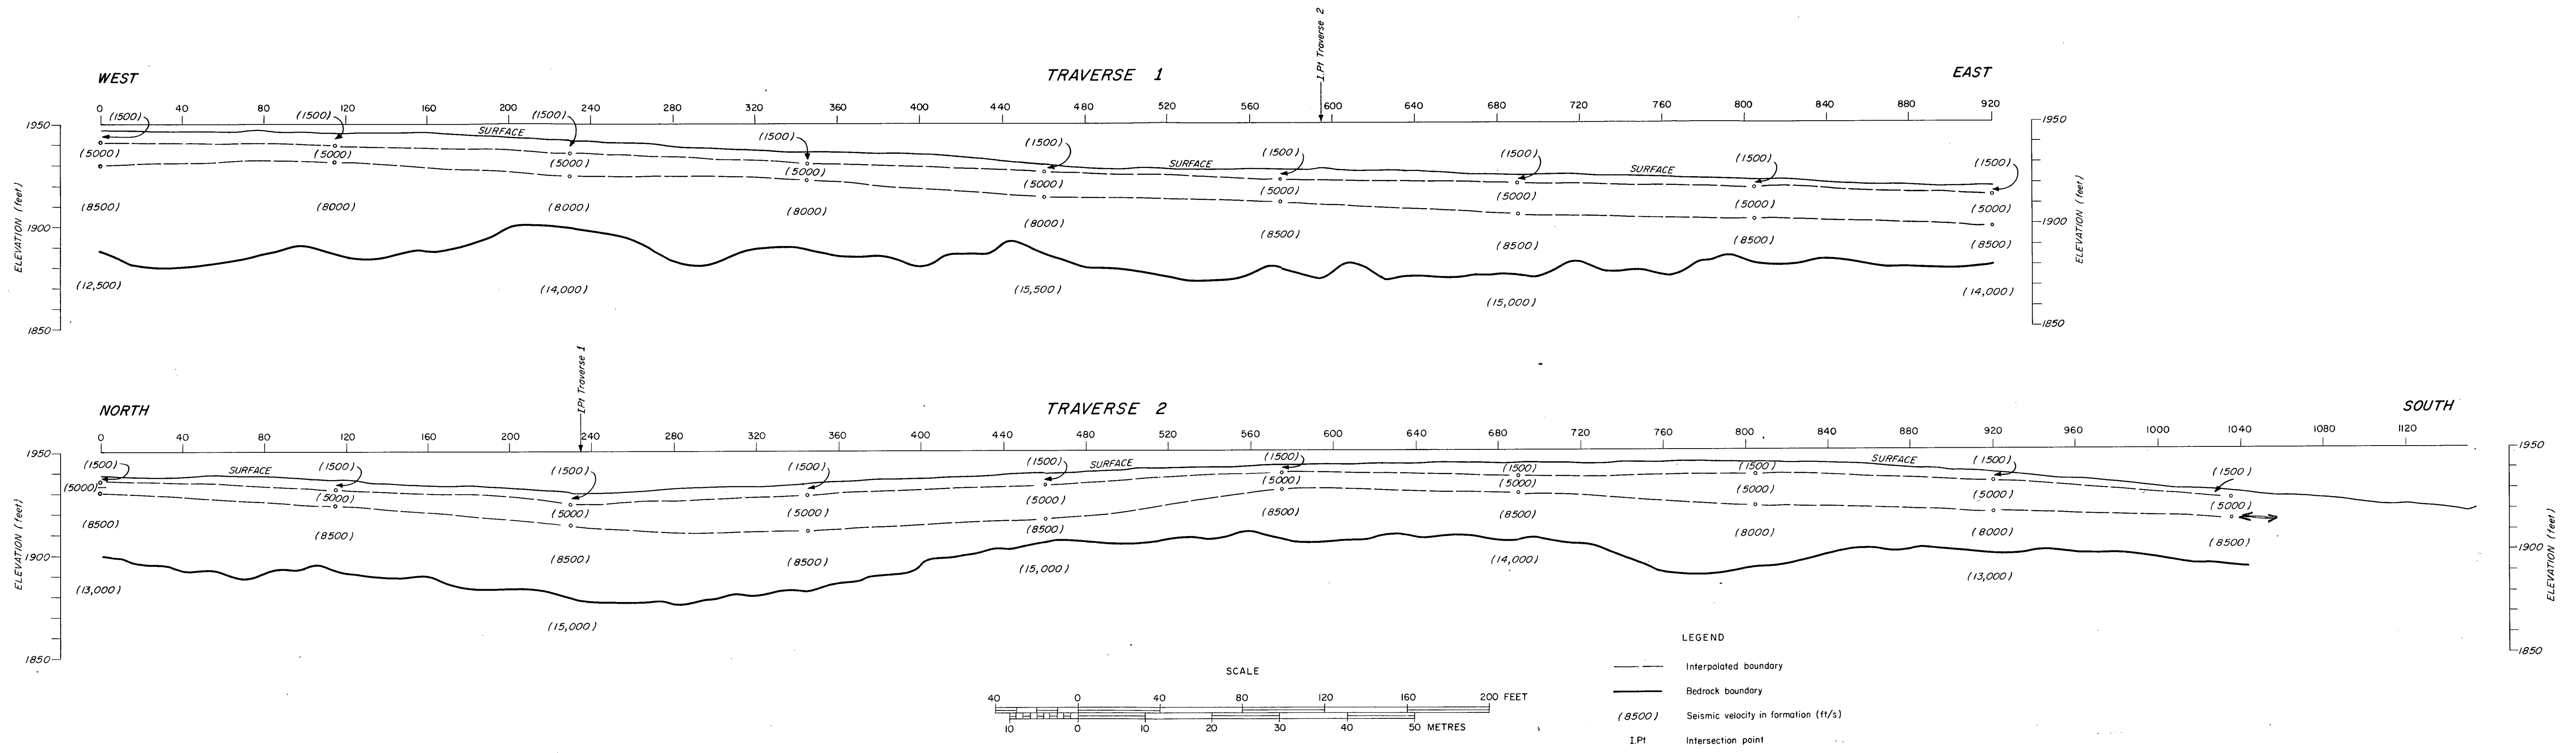 I.Pt Traverse 2
WEST TRAVERSE 1 EAST
0 40 80 120 160 200 240 280 320 360 400 440 480 520 560 600 640 680 720 760 800 840 880 920
(1500) (1500) (1500) (1500) (1500) (1500) (1500) (1500) (1500)
1950 SURFACE SURFACE SURFACE 1950
(5000) (5000) (5000) (5000) (5000) (5000) (5000) (5000) (5000)
(8500) (8000) (8000) (8000) (8000) (8500) (8500) (8500) (8500)
ELEVATION (feet) 1900 1900 ELEVATION (feet)
(12,500) (14,000) (15,500) (15,000) (14,000)
1850 1850
I.Pt Traverse 1
NORTH TRAVERSE 2 SOUTH
0 40 80 120 160 200 240 280 320 360 400 440 480 520 560 600 640 680 720 760 800 840 880 920 960 1000 1040 1080 1120
1950 1950
(1500) (1500) (1500) (1500) (1500) (1500) (1500) (1500) (1500) (1500)
SURFACE SURFACE SURFACE
(5000) (5000) (5000) (5000) (5000) (5000) (5000) (5000) (5000) (5000)
(8500) (8500) (8500) (8500) (8500) (8500) (8500) (8000) (8000) (8500)
ELEVATION (feet) 1900 1900 ELEVATION (feet)
(13,000) (15,000) (15,000) (14,000) (13,000)
1850 1850
SCALE
40 0 40 80 120 160 200 FEET
10 0 10 20 30 40 50 METRES
LEGEND
Interpolated boundary
Bedrock boundary
(8500) Seismic velocity in formation (ft/s)
I.Pt Intersection point